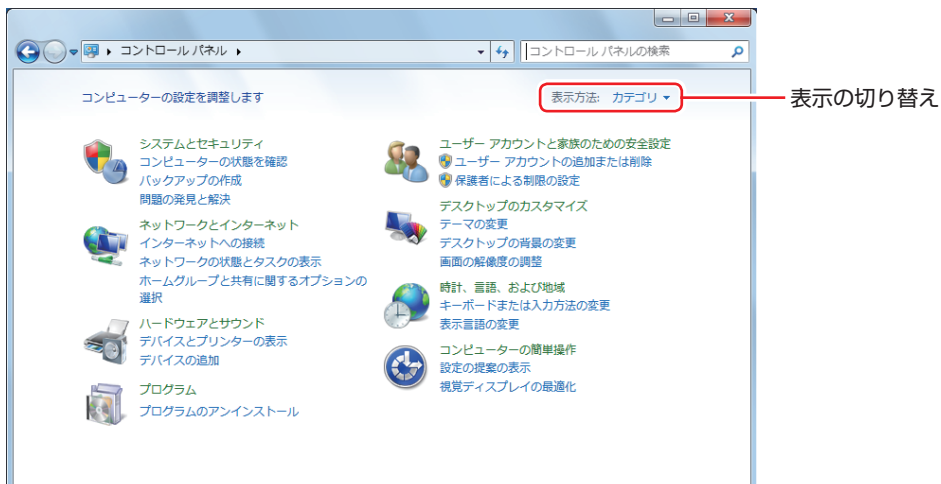 コントロール パネル
コントロール パネルの検索
コンピューターの設定を調整します
表示方法: カテゴリ
表示の切り替え
システムとセキュリティ
コンピューターの状態を確認
バックアップの作成
問題の発見と解決
ネットワークとインターネット
インターネットへの接続
ネットワークの状態とタスクの表示
ホームグループと共有に関するオプションの
選択
ハードウェアとサウンド
デバイスとプリンターの表示
デバイスの追加
プログラム
プログラムのアンインストール
ユーザー アカウントと家族のための安全設定
ユーザー アカウントの追加または削除
保護者による制限の設定
デスクトップのカスタマイズ
テーマの変更
デスクトップの背景の変更
画面の解像度の調整
時計、言語、および地域
キーボードまたは入力方法の変更
表示言語の変更
コンピューターの簡単操作
設定の提案の表示
視覚ディスプレイの最適化